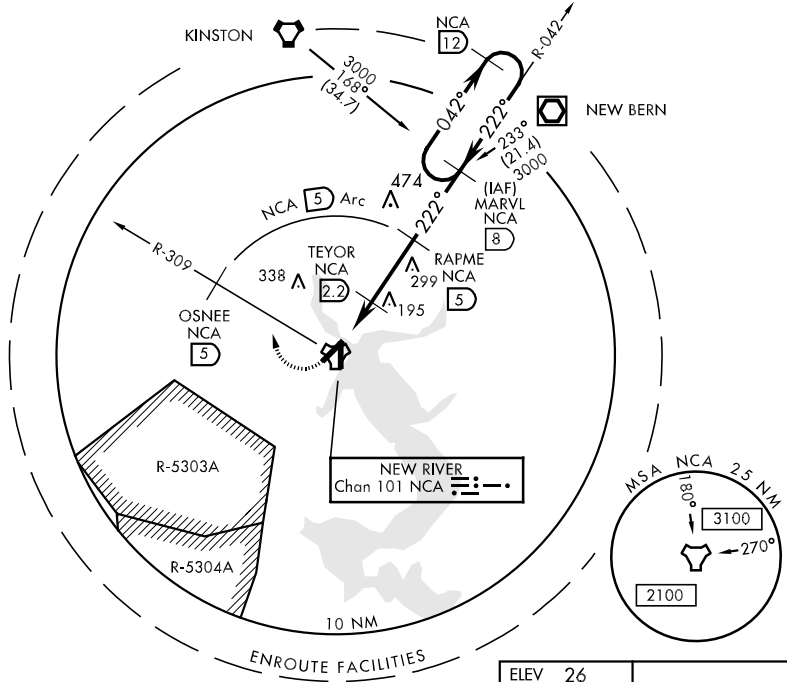 KINSTON
3000
168°
(34.7)
NCA
12
R-042
042°
222°
NEW BERN
233°
(21.4)
3000
474
(IAF)
MARVL
NCA
8
222°
NCA 5 Arc
R-309
TEYOR
NCA
2.2
338
299
195
RAPME
NCA
5
OSNEE
NCA
5
R-5303A
R-5304A
NEW RIVER
Chan 101 NCA
10 NM
ENROUTE FACILITIES
MSA NCA 25 NM
180°
3100
270°
2100
ELEV 26